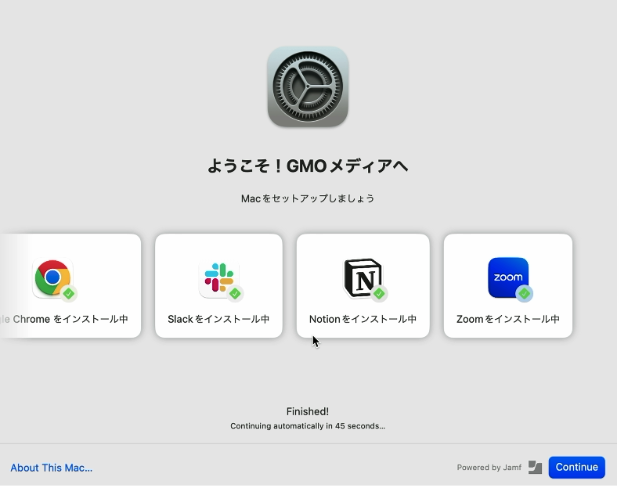 ようこそ！GMOメディアへ
Macをセットアップしましょう
zoom
le Chrome をインストール中
Slackをインストール中
Notionをインストール中
Zoomをインストール中
Finished!
Continuing automatically in 45 seconds...
About This Mac...
Powered by Jamf
Continue